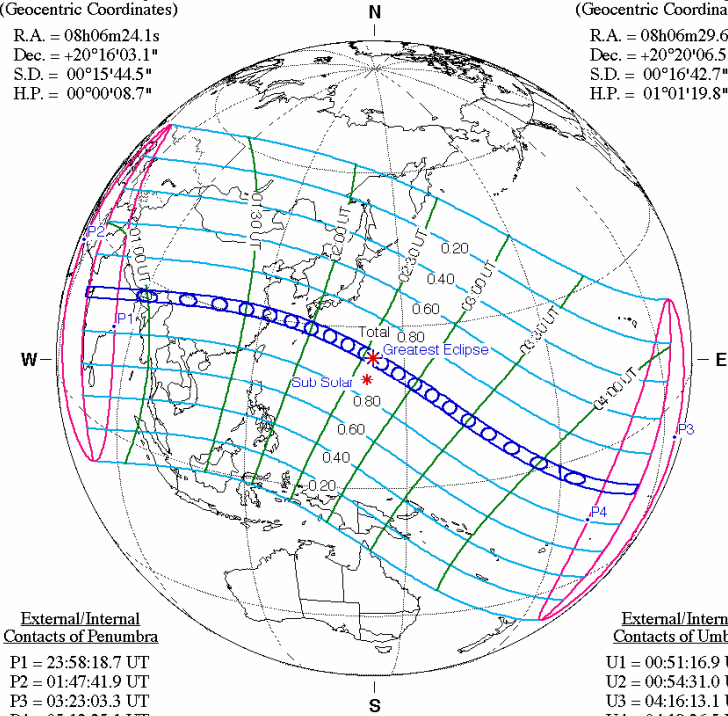 (Geocentric Coordinates)
R.A. = 08h06m24.1s
Dec. = +20°16'03.1"
S.D. = 00°15'44.5"
H.P. = 00°00'08.7"
N
(Geocentric Coordina
R.A. = 08h06m29.6
Dec. = +20°20'06.5
S.D. = 00°16'42.7"
H.P. = 01°01'19.8"
P2
01:00 UT
01:30 UT
02:00 UT
02:30 UT
03:00 UT
03:30 UT
04:00 UT
0.20
0.40
0.60
0.80
P1
Total
Greatest Eclipse
W
E
Sub Solar
0.80
0.60
0.40
0.20
P3
P4
External/Internal
Contacts of Penumbra
P1 = 23:58:18.7 UT
P2 = 01:47:41.9 UT
P3 = 03:23:03.3 UT
S
External/Intern
Contacts of Umb
U1 = 00:51:16.9 U
U2 = 00:54:31.0 U
U3 = 04:16:13.1 U